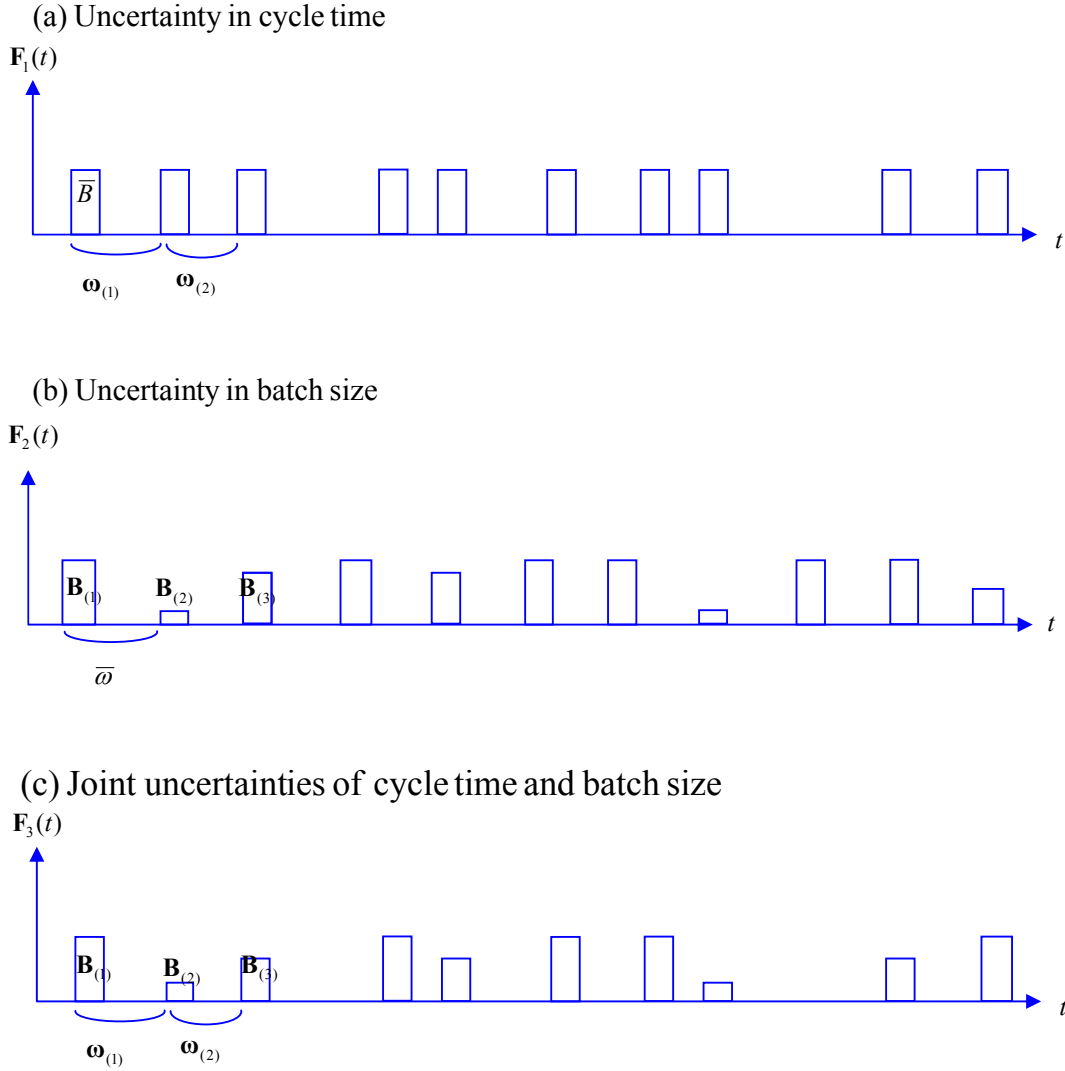 (a) Uncertainty in cycle time
F₁(t)
B̅
t
ω₍₁₎ ω₍₂₎
(b) Uncertainty in batch size
F₂(t)
B₍₁₎ B₍₂₎ B₍₃₎
t
ω̅
(c) Joint uncertainties of cycle time and batch size
F₃(t)
B₍₁₎ B₍₂₎ B₍₃₎
t
ω₍₁₎ ω₍₂₎